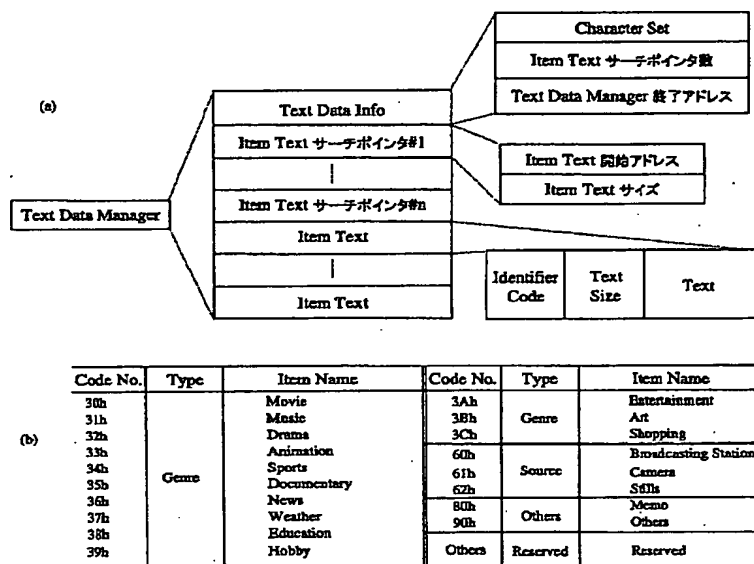 (a)
Text Data Manager
Text Data Info
Item Text サーチポインタ#1
Item Text サーチポインタ#n
Item Text
Item Text
Character Set
Item Text サーチポインタ数
Text Data Manager 終了アドレス
Item Text 開始アドレス
Item Text サイズ
Identifier Code
Text Size
Text
(b)
Code No. Type Item Name Code No. Type Item Name
30h Genre Movie 3Ah Genre Entertainment
31h Music 3Bh Art
32h Drama 3Ch Shopping
33h Animation 60h Source Broadcasting Station
34h Sports 61h Camera
35h Documentary 62h Stills
36h News 80h Others Memo
37h Weather 90h Others
38h Education Others Reserved Reserved
39h Hobby